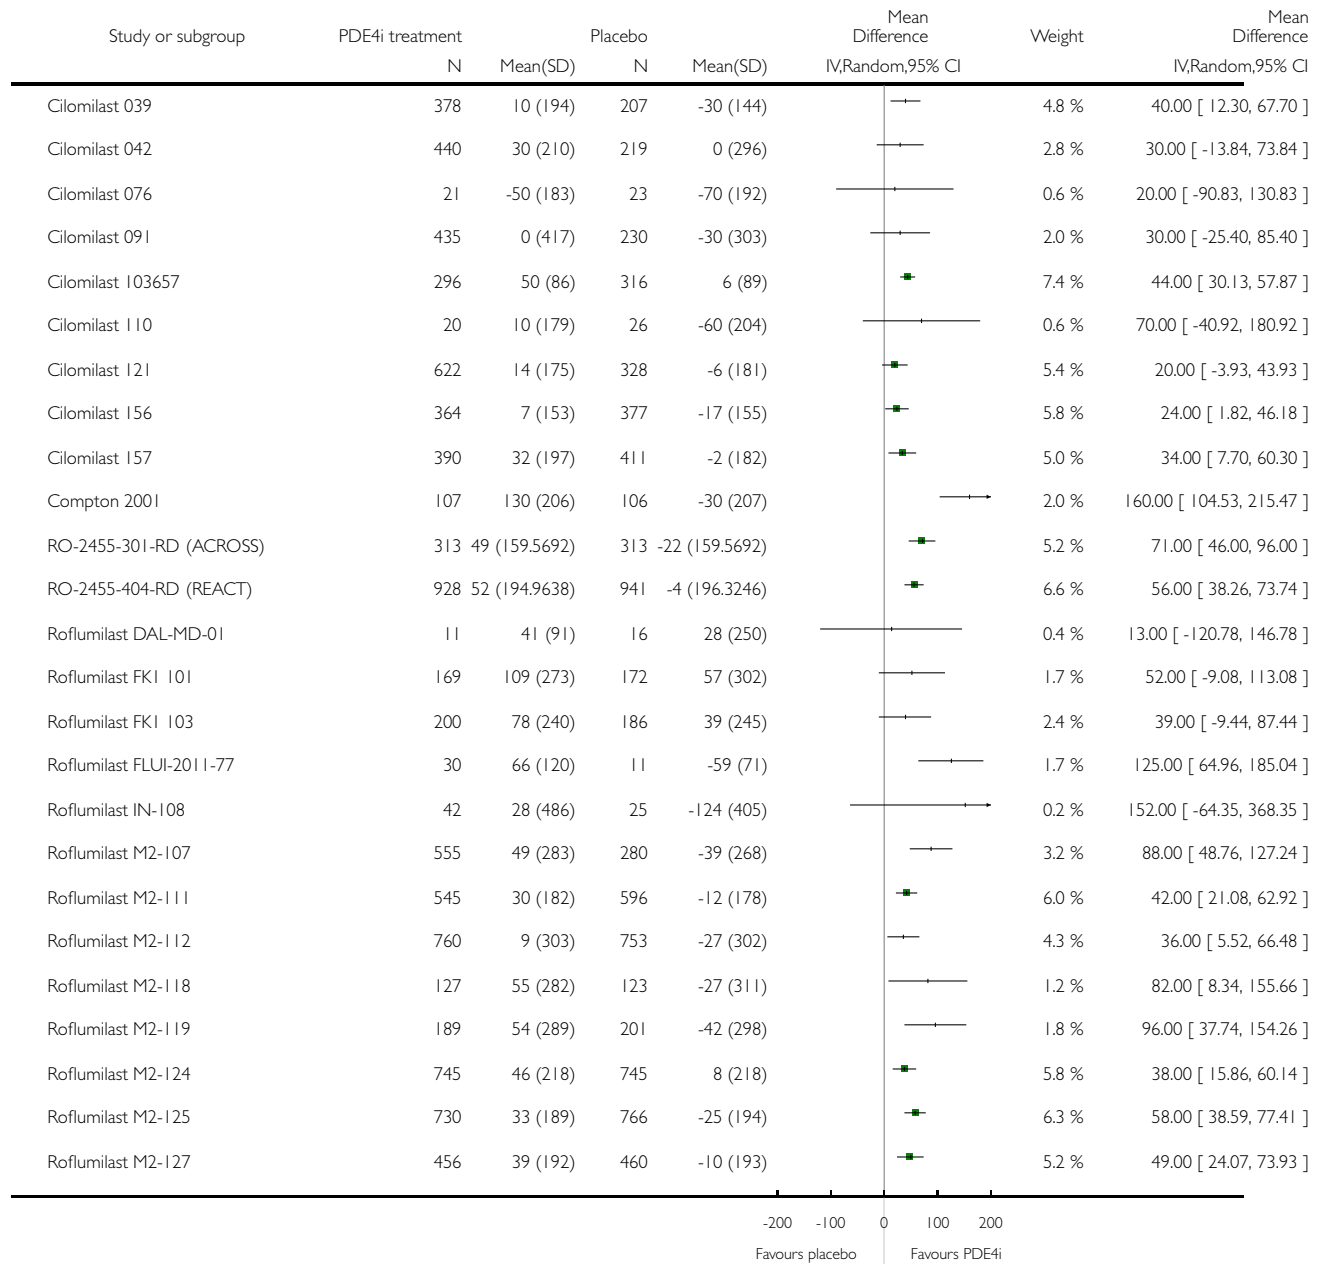 Mean Mean
Study or subgroup PDE4i treatment Placebo Difference Weight Difference
N Mean(SD) N Mean(SD) IV,Random,95% CI IV,Random,95% CI
Cilomilast 039 378 10 (194) 207 -30 (144) 4.8 % 40.00 [ 12.30, 67.70 ]
Cilomilast 042 440 30 (210) 219 0 (296) 2.8 % 30.00 [ -13.84, 73.84 ]
Cilomilast 076 21 -50 (183) 23 -70 (192) 0.6 % 20.00 [ -90.83, 130.83 ]
Cilomilast 091 435 0 (417) 230 -30 (303) 2.0 % 30.00 [ -25.40, 85.40 ]
Cilomilast 103657 296 50 (86) 316 6 (89) 7.4 % 44.00 [ 30.13, 57.87 ]
Cilomilast 110 20 10 (179) 26 -60 (204) 0.6 % 70.00 [ -40.92, 180.92 ]
Cilomilast 121 622 14 (175) 328 -6 (181) 5.4 % 20.00 [ -3.93, 43.93 ]
Cilomilast 156 364 7 (153) 377 -17 (155) 5.8 % 24.00 [ 1.82, 46.18 ]
Cilomilast 157 390 32 (197) 411 -2 (182) 5.0 % 34.00 [ 7.70, 60.30 ]
Compton 2001 107 130 (206) 106 -30 (207) 2.0 % 160.00 [ 104.53, 215.47 ]
RO-2455-301-RD (ACROSS) 313 49 (159.5692) 313 -22 (159.5692) 5.2 % 71.00 [ 46.00, 96.00 ]
RO-2455-404-RD (REACT) 928 52 (194.9638) 941 -4 (196.3246) 6.6 % 56.00 [ 38.26, 73.74 ]
Roflumilast DAL-MD-01 11 41 (91) 16 28 (250) 0.4 % 13.00 [ -120.78, 146.78 ]
Roflumilast FK1 101 169 109 (273) 172 57 (302) 1.7 % 52.00 [ -9.08, 113.08 ]
Roflumilast FK1 103 200 78 (240) 186 39 (245) 2.4 % 39.00 [ -9.44, 87.44 ]
Roflumilast FLUI-2011-77 30 66 (120) 11 -59 (71) 1.7 % 125.00 [ 64.96, 185.04 ]
Roflumilast IN-108 42 28 (486) 25 -124 (405) 0.2 % 152.00 [ -64.35, 368.35 ]
Roflumilast M2-107 555 49 (283) 280 -39 (268) 3.2 % 88.00 [ 48.76, 127.24 ]
Roflumilast M2-111 545 30 (182) 596 -12 (178) 6.0 % 42.00 [ 21.08, 62.92 ]
Roflumilast M2-112 760 9 (303) 753 -27 (302) 4.3 % 36.00 [ 5.52, 66.48 ]
Roflumilast M2-118 127 55 (282) 123 -27 (311) 1.2 % 82.00 [ 8.34, 155.66 ]
Roflumilast M2-119 189 54 (289) 201 -42 (298) 1.8 % 96.00 [ 37.74, 154.26 ]
Roflumilast M2-124 745 46 (218) 745 8 (218) 5.8 % 38.00 [ 15.86, 60.14 ]
Roflumilast M2-125 730 33 (189) 766 -25 (194) 6.3 % 58.00 [ 38.59, 77.41 ]
Roflumilast M2-127 456 39 (192) 460 -10 (193) 5.2 % 49.00 [ 24.07, 73.93 ]
-200 -100 0 100 200
Favours placebo Favours PDE4i